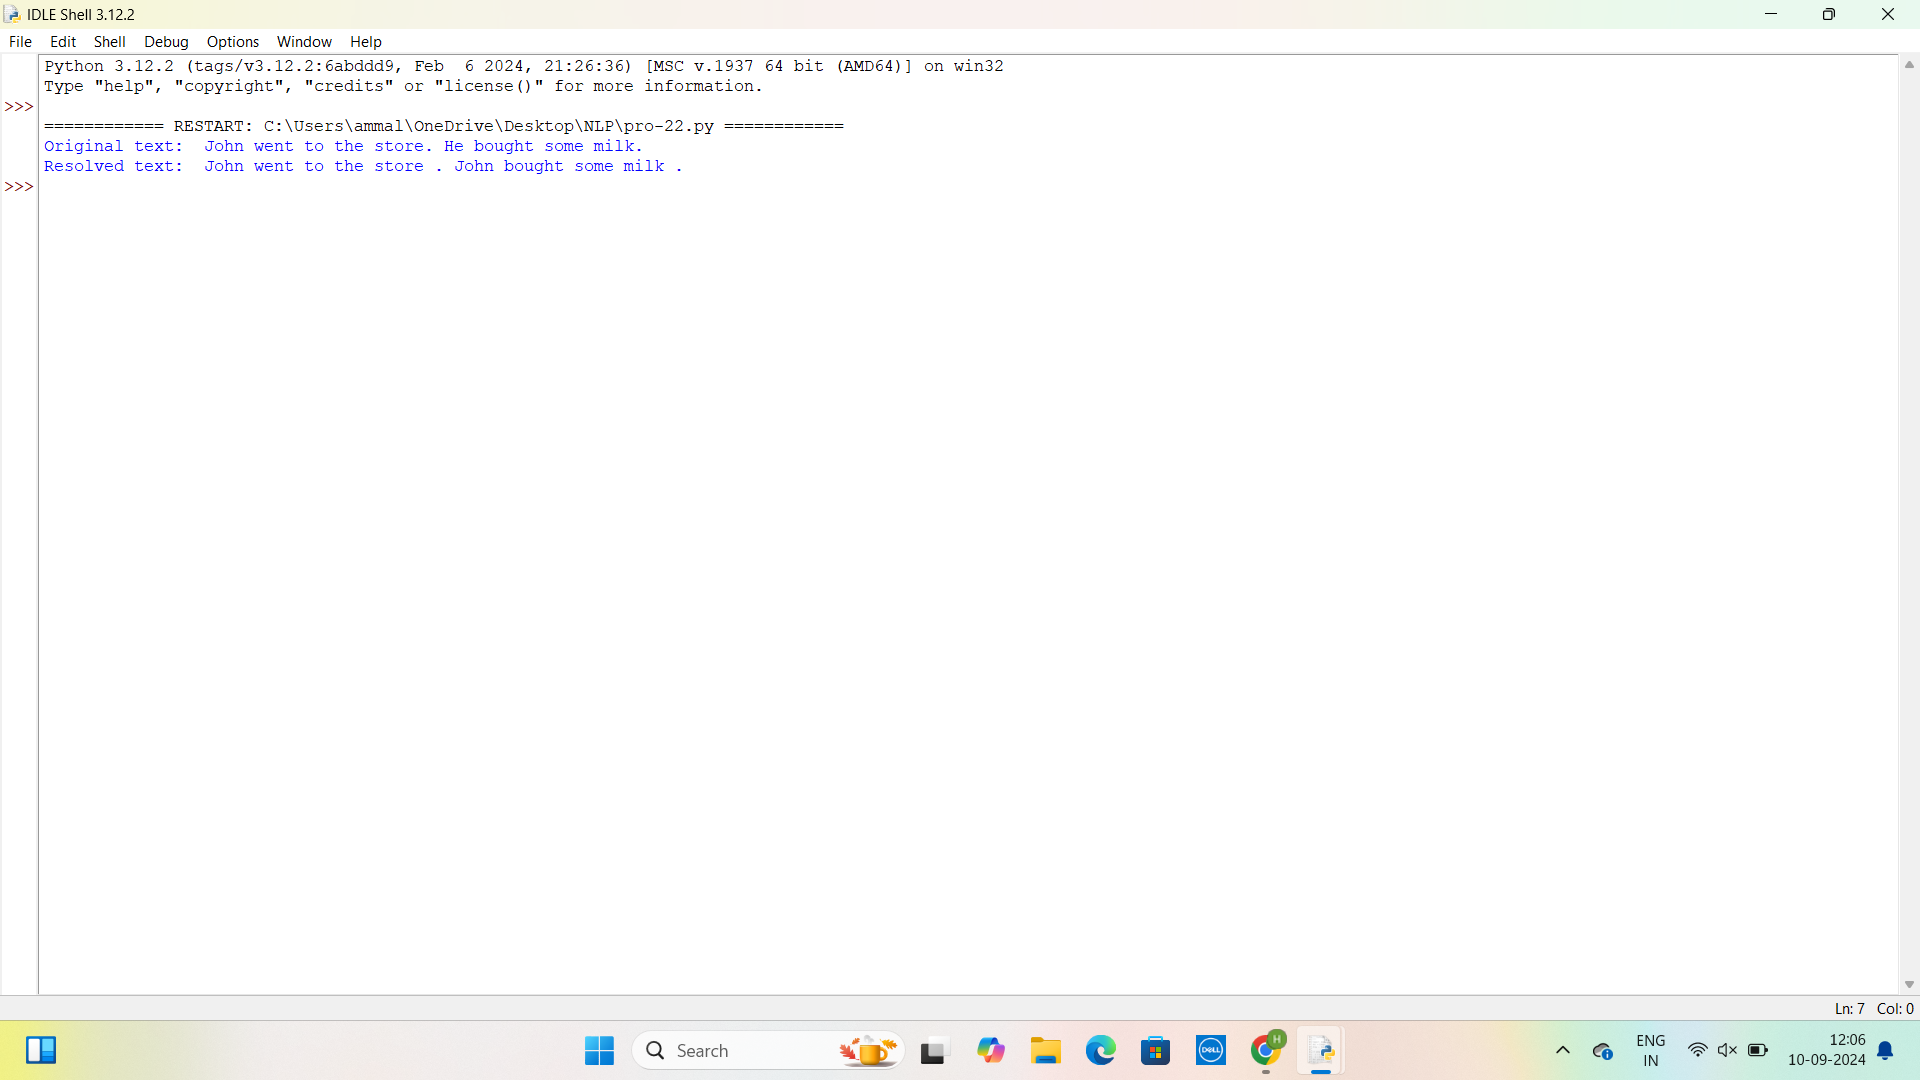 IDLE Shell 3.12.2
File Edit Shell Debug Options Window Help
Python 3.12.2 (tags/v3.12.2:6abddd9, Feb  6 2024, 21:26:36) [MSC v.1937 64 bit (AMD64)] on win32
Type "help", "copyright", "credits" or "license()" for more information.
>>>
============ RESTART: C:\Users\ammal\OneDrive\Desktop\NLP\pro-22.py ============
Original text:  John went to the store. He bought some milk.
Resolved text:  John went to the store . John bought some milk .
>>>
Ln: 7 Col: 0
Search
DELL
H
ENG
IN
12:06
10-09-2024